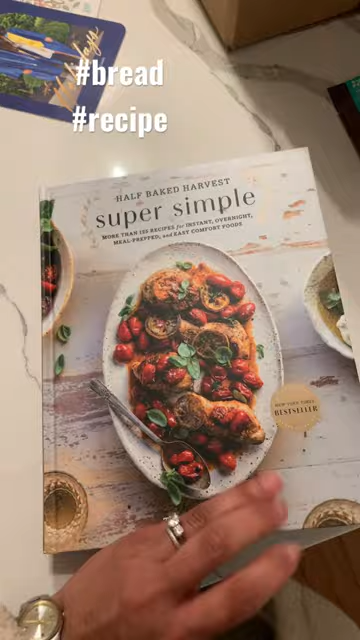 #bread
#recipe
HALF BAKED HARVEST
super simple
MORE THAN 125 RECIPES for INSTANT, OVERNIGHT,
MEAL-PREPPED, and EASY COMFORT FOODS
NEW YORK TIMES
BESTSELLER